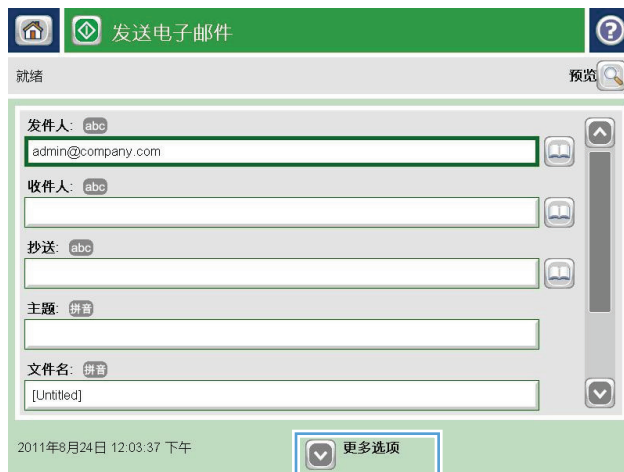 发送电子邮件
?
就绪
预览
发件人: abc
admin@company.com
收件人: abc
抄送: abc
主题: 拼音
文件名: 拼音
[Untitled]
2011年8月24日 12:03:37 下午
更多选项